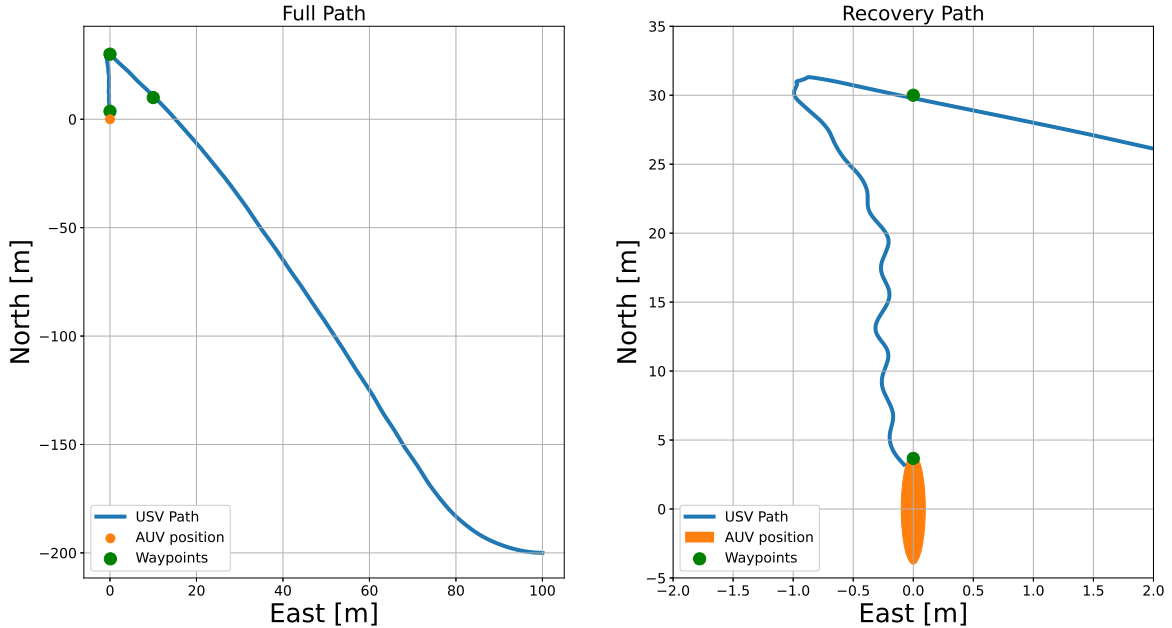 Full Path
North [m]
0
−50
−100
−150
−200
USV Path
AUV position
Waypoints
0 20 40 60 80 100
East [m]
Recovery Path
North [m]
35
30
25
20
15
10
5
0
−5
USV Path
AUV position
Waypoints
−2.0 −1.5 −1.0 −0.5 0.0 0.5 1.0 1.5 2.0
East [m]